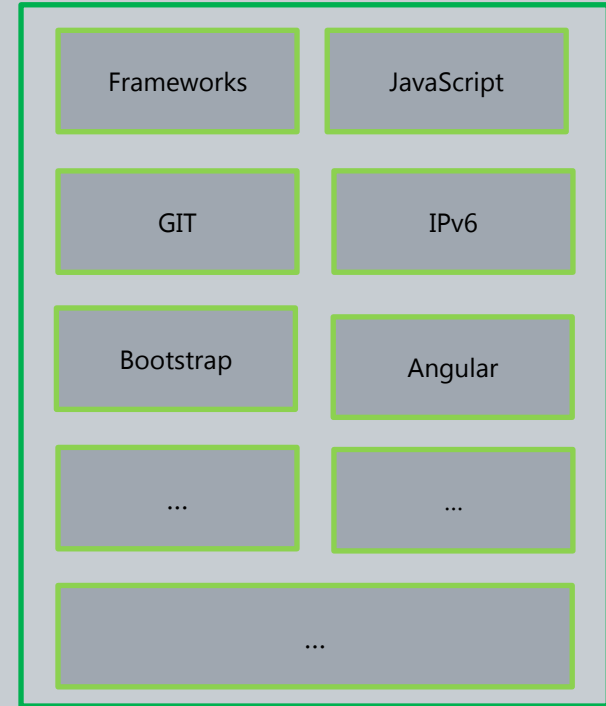 Frameworks
JavaScript
GIT
IPv6
Bootstrap
Angular
...
...
...